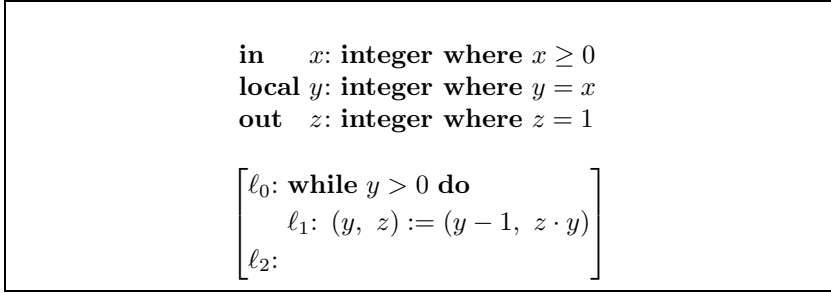 in x: integer where x ≥ 0
local y: integer where y = x
out z: integer where z = 1
ℓ0: while y > 0 do
ℓ1: (y, z) := (y − 1, z · y)
ℓ2: